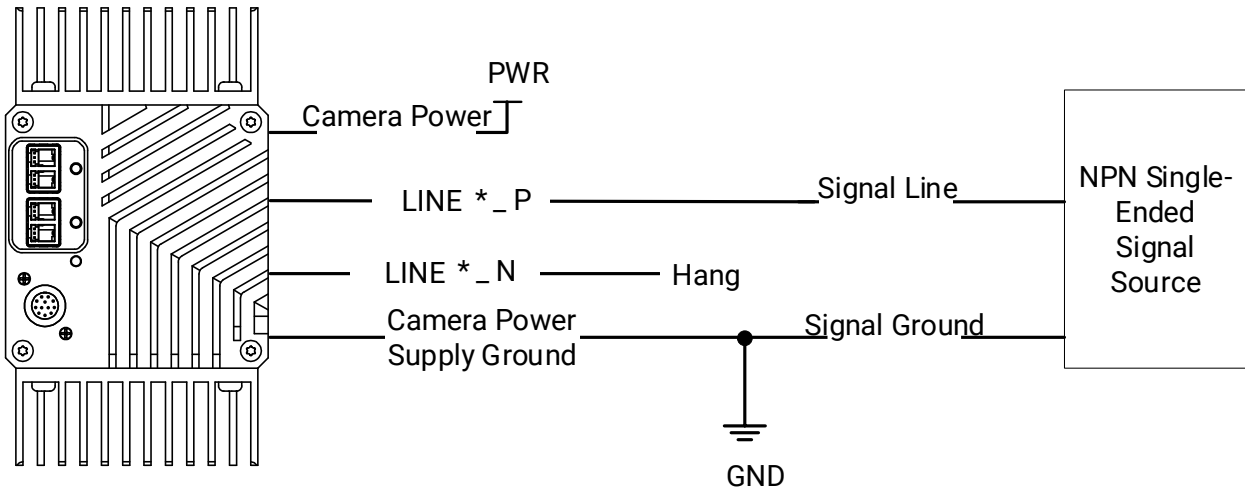 PWR
Camera Power
LINE *_P
Signal Line
NPN Single-
Ended
Signal
Source
LINE *_N
Hang
Camera Power
Supply Ground
Signal Ground
GND